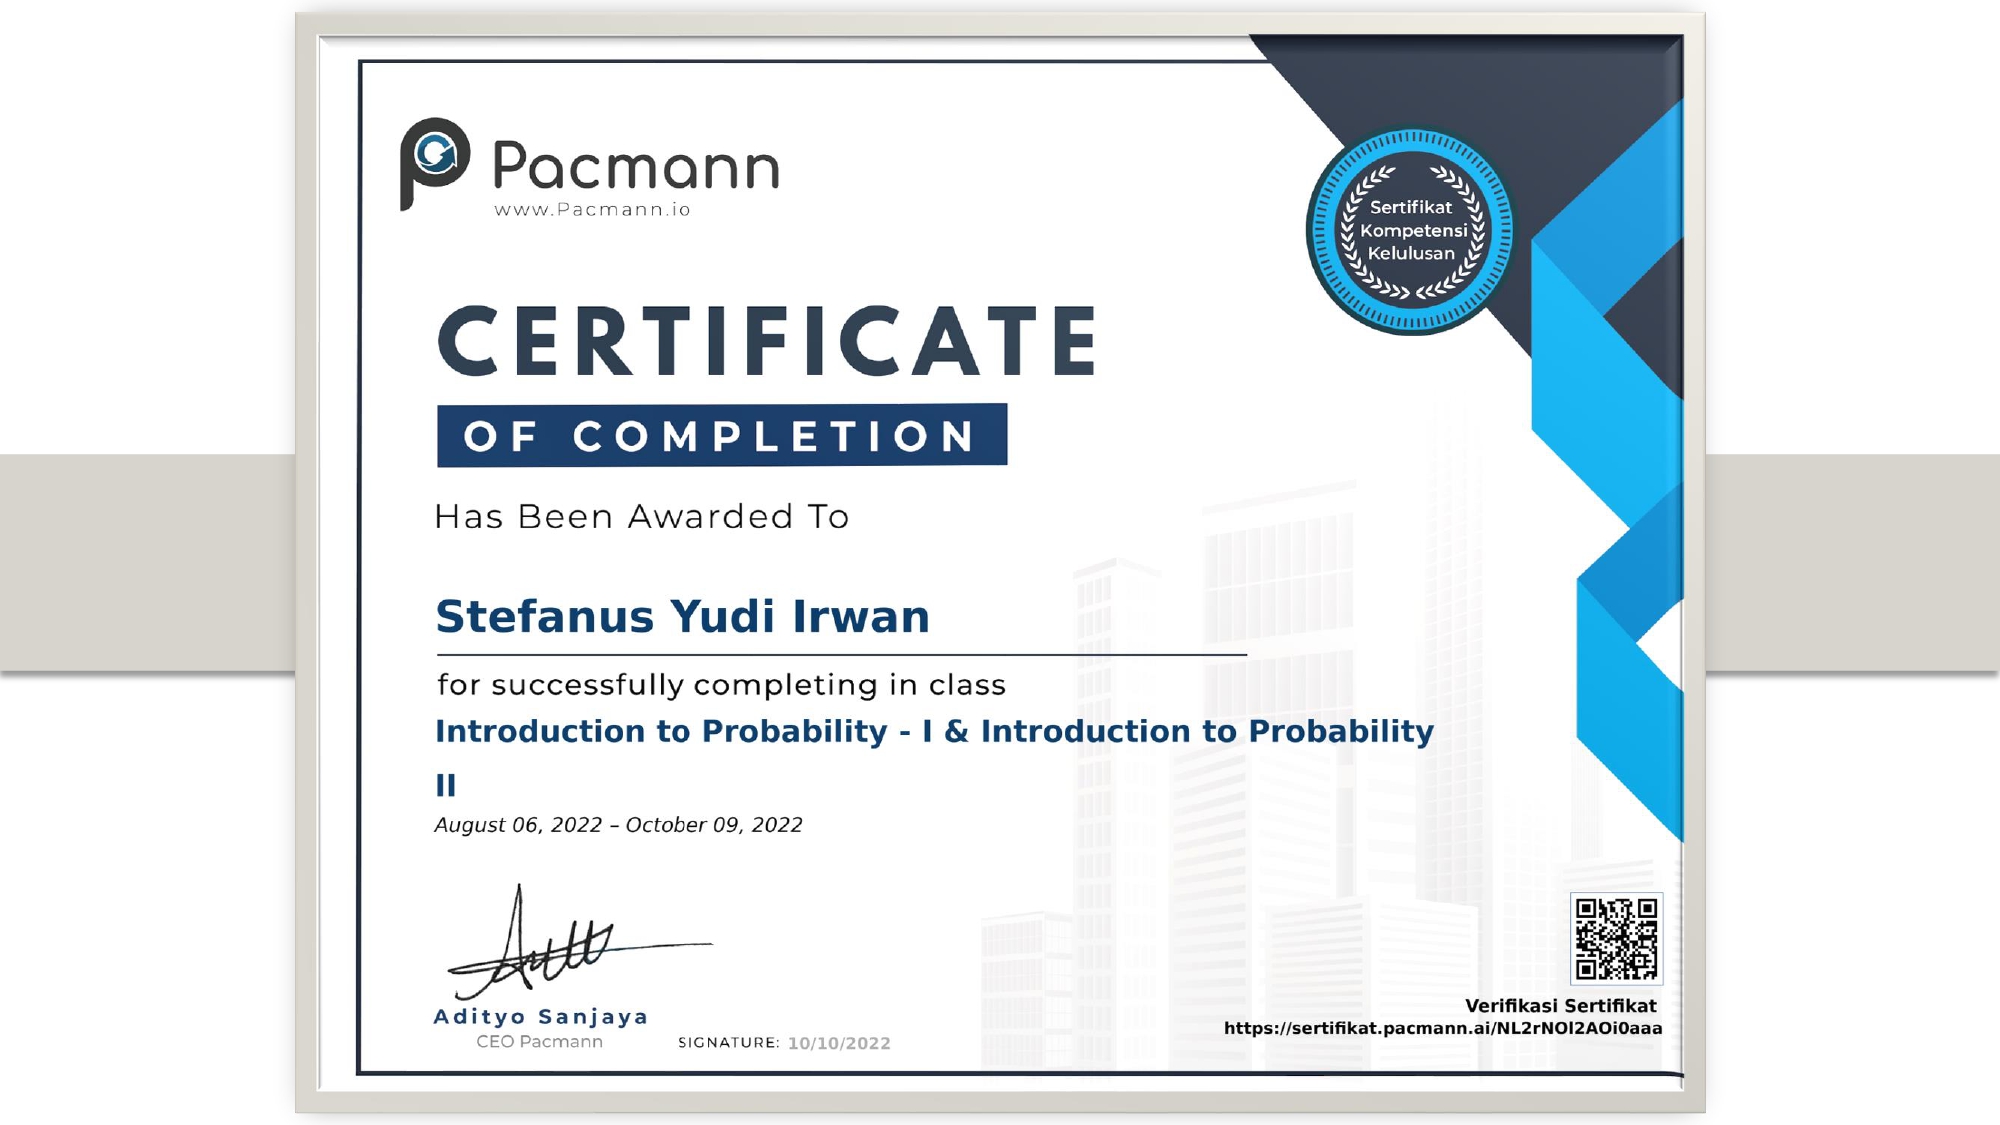 Pacmann
www.Pacmann.io
Sertifikat
Kompetensi
Kelulusan
CERTIFICATE
OF COMPLETION
Has Been Awarded To
Stefanus Yudi Irwan
for successfully completing in class
Introduction to Probability - I & Introduction to Probability
II
August 06, 2022 – October 09, 2022
Adityo Sanjaya
CEO Pacmann
SIGNATURE: 10/10/2022
Verifikasi Sertifikat
https://sertifikat.pacmann.ai/NL2rNOl2AOi0aaa